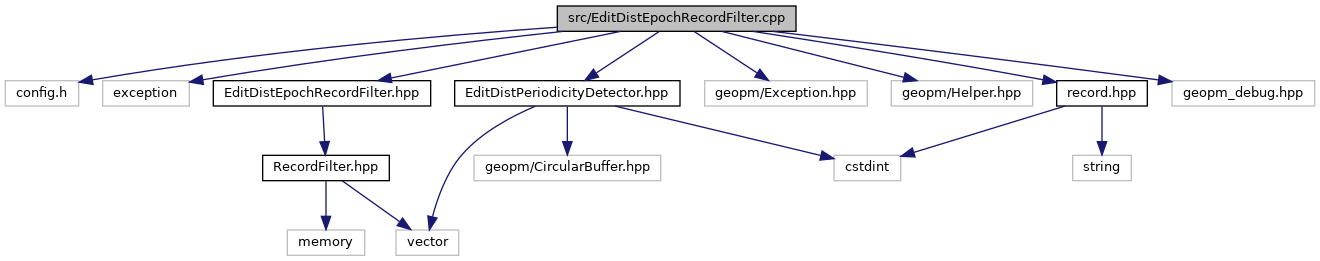 src/EditDistEpochRecordFilter.cpp
config.h
exception
EditDistEpochRecordFilter.hpp
EditDistPeriodicityDetector.hpp
geopm/Exception.hpp
geopm/Helper.hpp
record.hpp
geopm_debug.hpp
RecordFilter.hpp
geopm/CircularBuffer.hpp
cstdint
string
memory
vector